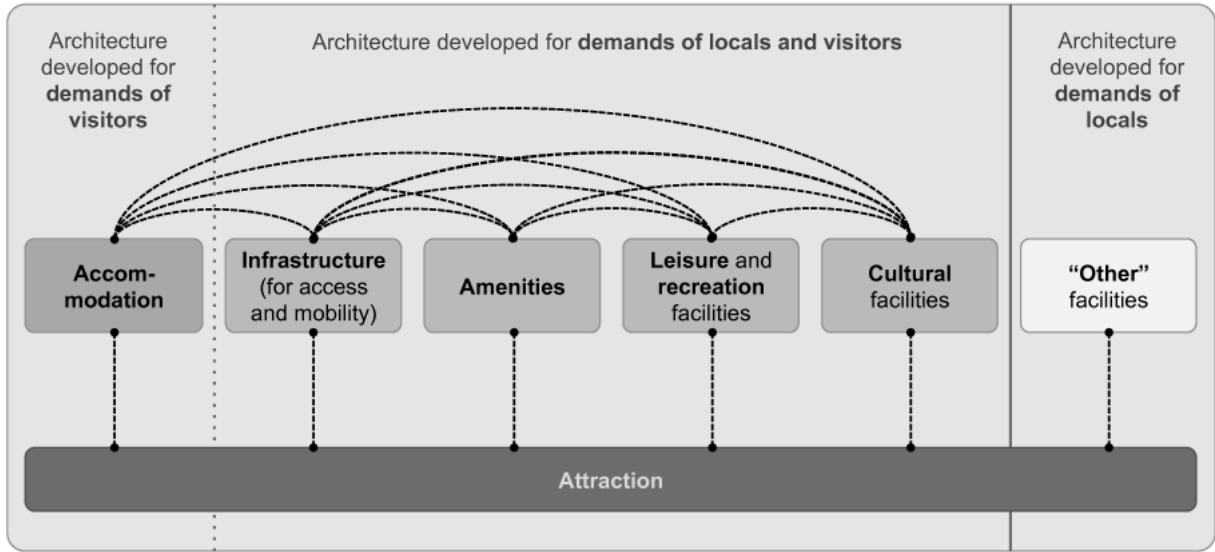 Architecture
developed for
demands of
visitors
Architecture developed for demands of locals and visitors
Architecture
developed for
demands of
locals
Accom-
modation
Infrastructure
(for access
and mobility)
Amenities
Leisure and
recreation
facilities
Cultural
facilities
“Other”
facilities
Attraction